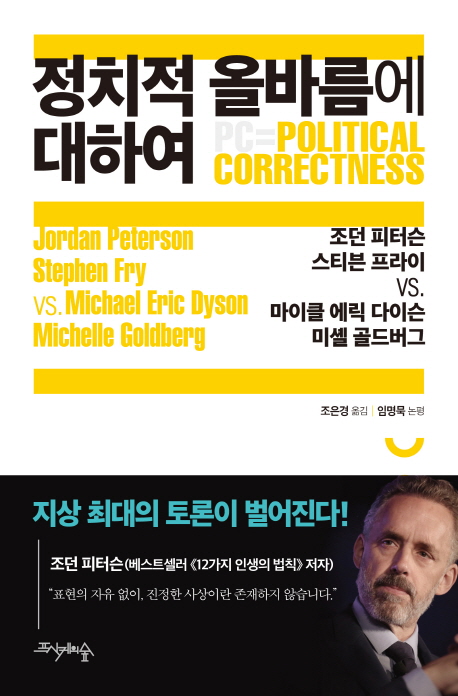 정치적 올바름에
대하여 PC=POLITICAL
CORRECTNESS
Jordan Peterson
Stephen Fry
VS. Michael Eric Dyson
Michelle Goldberg
조던 피터슨
스티븐 프라이
VS.
마이클 에릭 다이슨
미셸 골드버그
조은경 옮김 | 임명묵 논평
지상 최대의 토론이 벌어진다!
조던 피터슨(베스트셀러 《12가지 인생의 법칙》 저자)
“표현의 자유 없이, 진정한 사상이란 존재하지 않습니다.”
프시케의숲